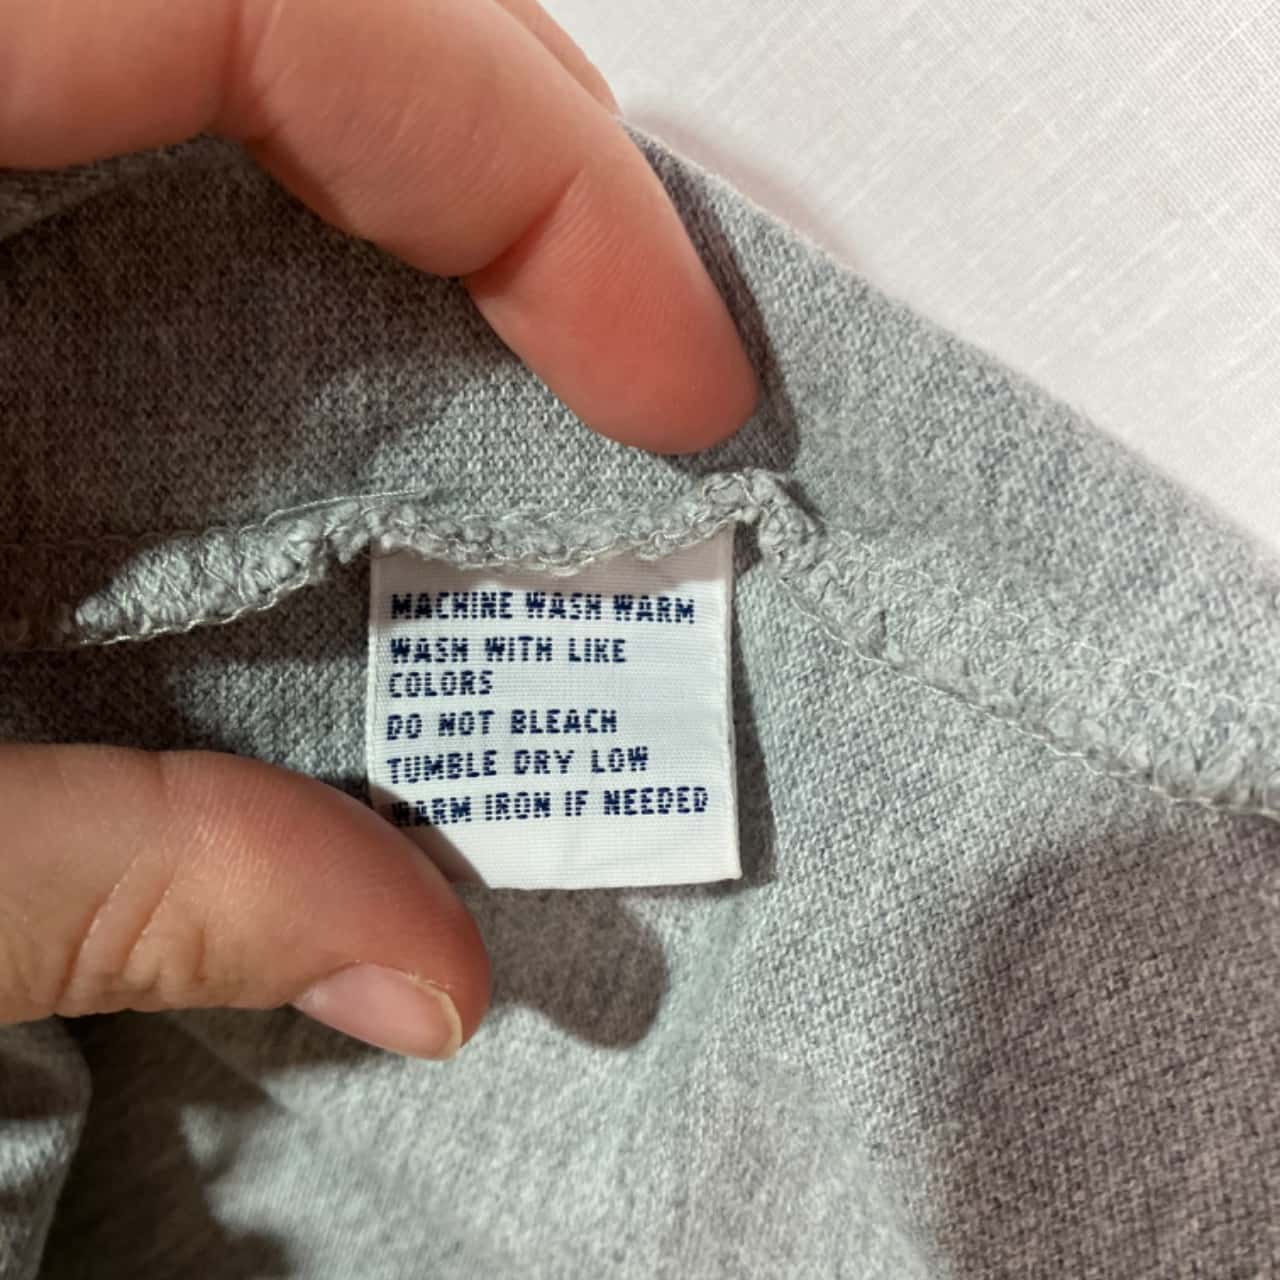 MACHINE WASH WARM
WASH WITH LIKE
COLORS
DO NOT BLEACH
TUMBLE DRY LOW
WARM IRON IF NEEDED